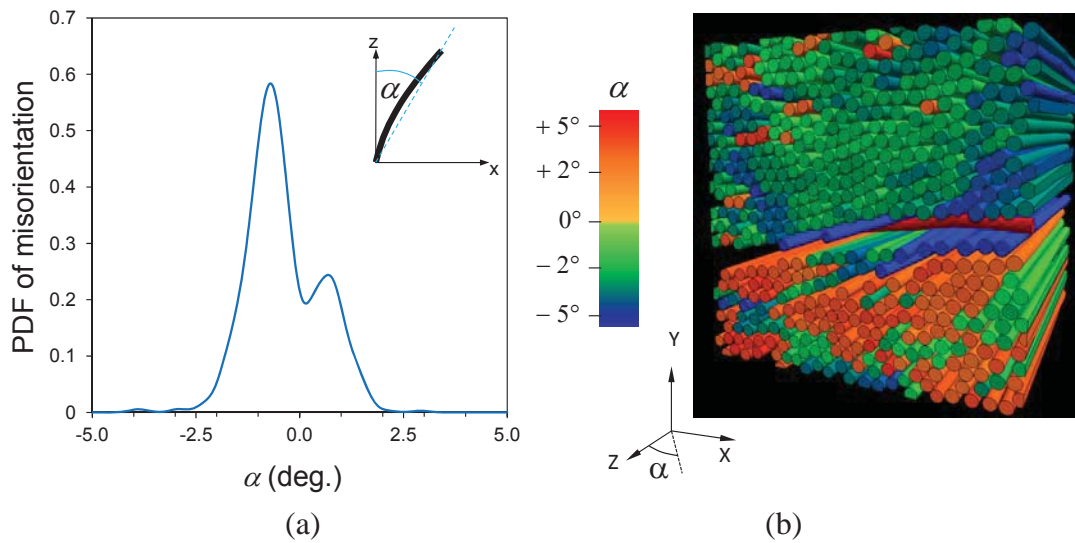 0.7
0.6
0.5
0.4
0.3
0.2
0.1
0
PDF of misorientation
-5.0
-2.5
0.0
2.5
5.0
α (deg.)
z
α
x
(a)
α
+ 5°
+ 2°
0°
− 2°
− 5°
Y
Z
X
α
(b)